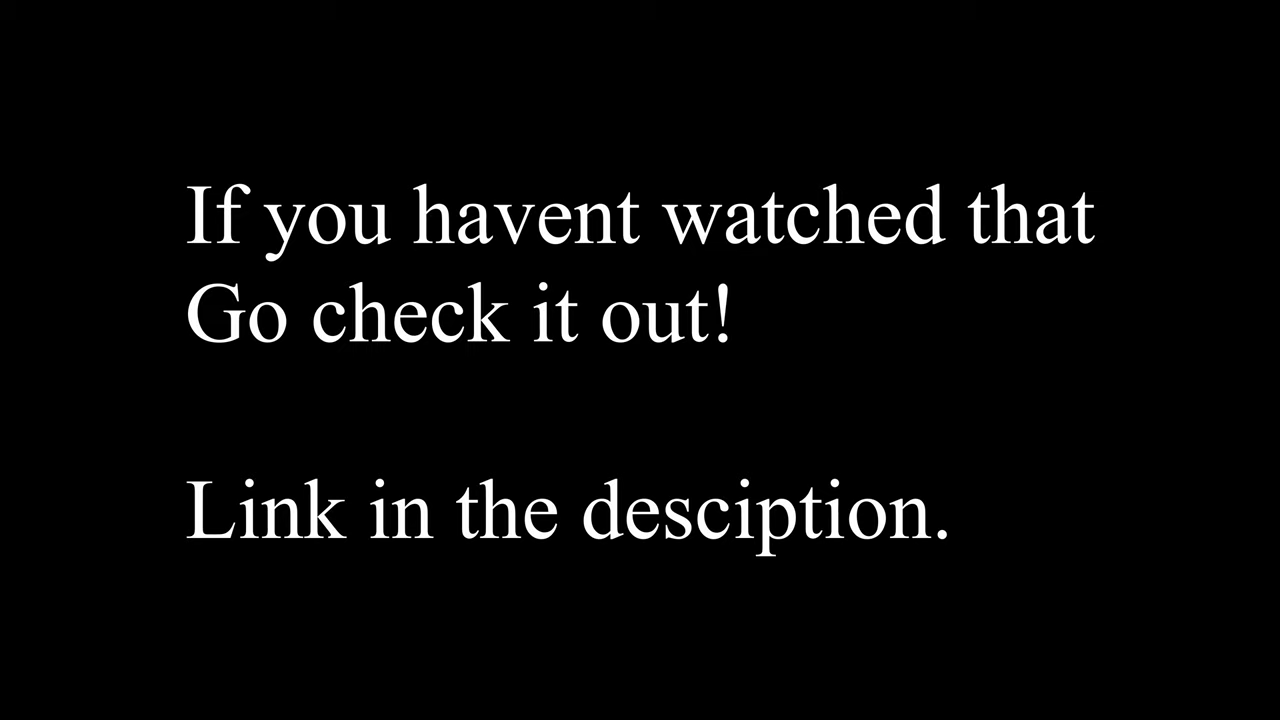 If you havent watched that
Go check it out!
Link in the desciption.